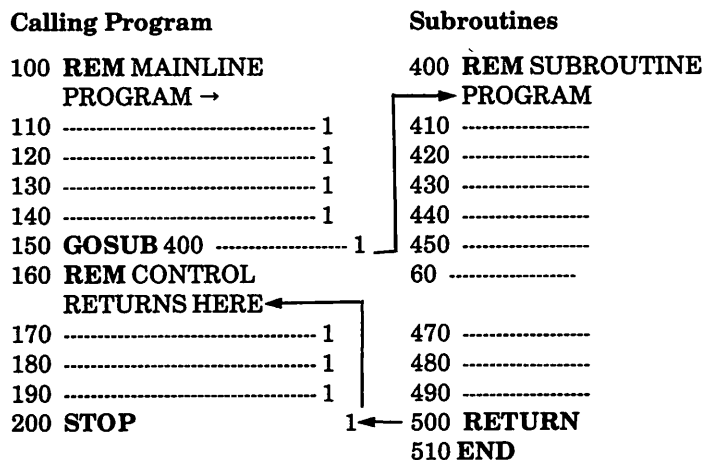 Calling Program
100 REM MAINLINE
PROGRAM →
110 ------------------------------------ 1
120 ------------------------------------ 1
130 ------------------------------------ 1
140 ------------------------------------ 1
150 GOSUB 400 ------------------- 1
160 REM CONTROL
RETURNS HERE
170 ------------------------------------ 1
180 ------------------------------------ 1
190 ------------------------------------ 1
200 STOP 1
Subroutines
400 REM SUBROUTINE
PROGRAM
410 ------------------
420 ------------------
430 ------------------
440 ------------------
450 ------------------
60 ------------------
470 ------------------
480 ------------------
490 ------------------
500 RETURN
510 END